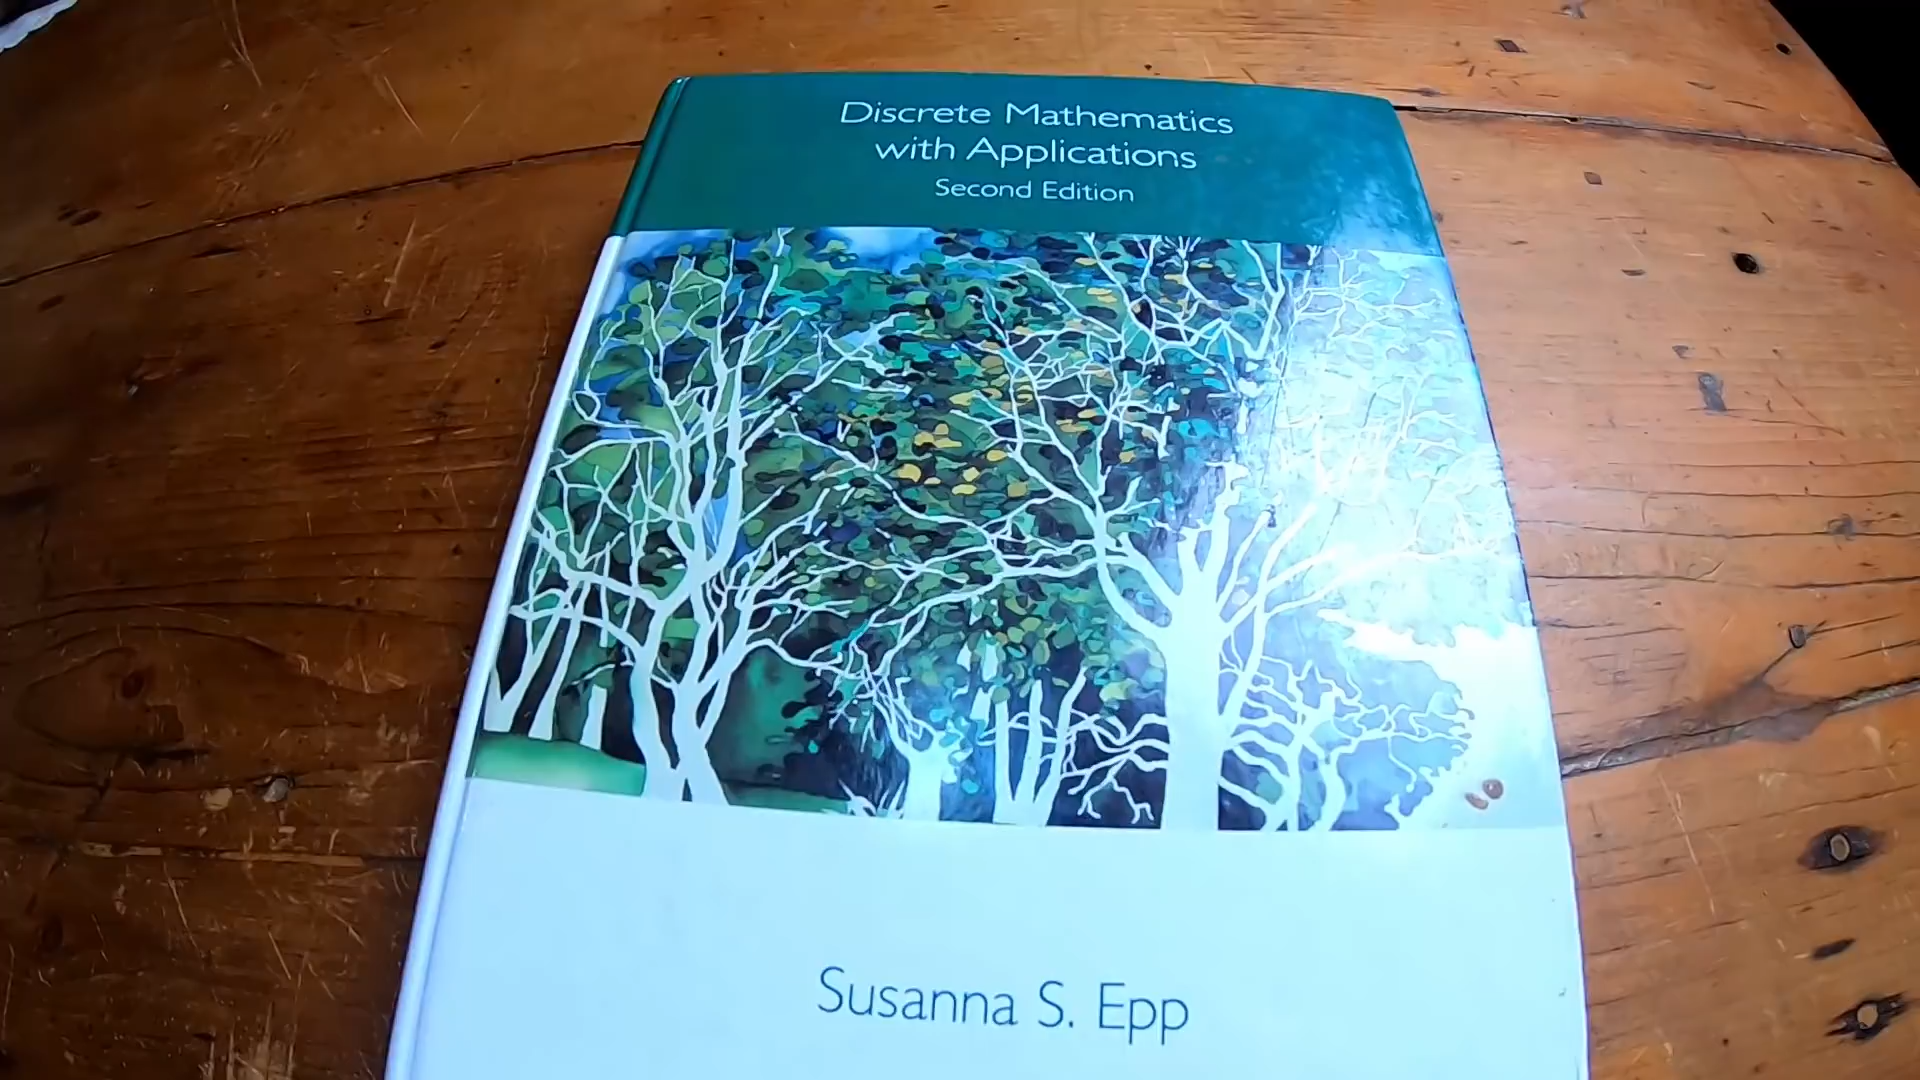 Discrete Mathematics
with Applications
Second Edition
Susanna S. Epp